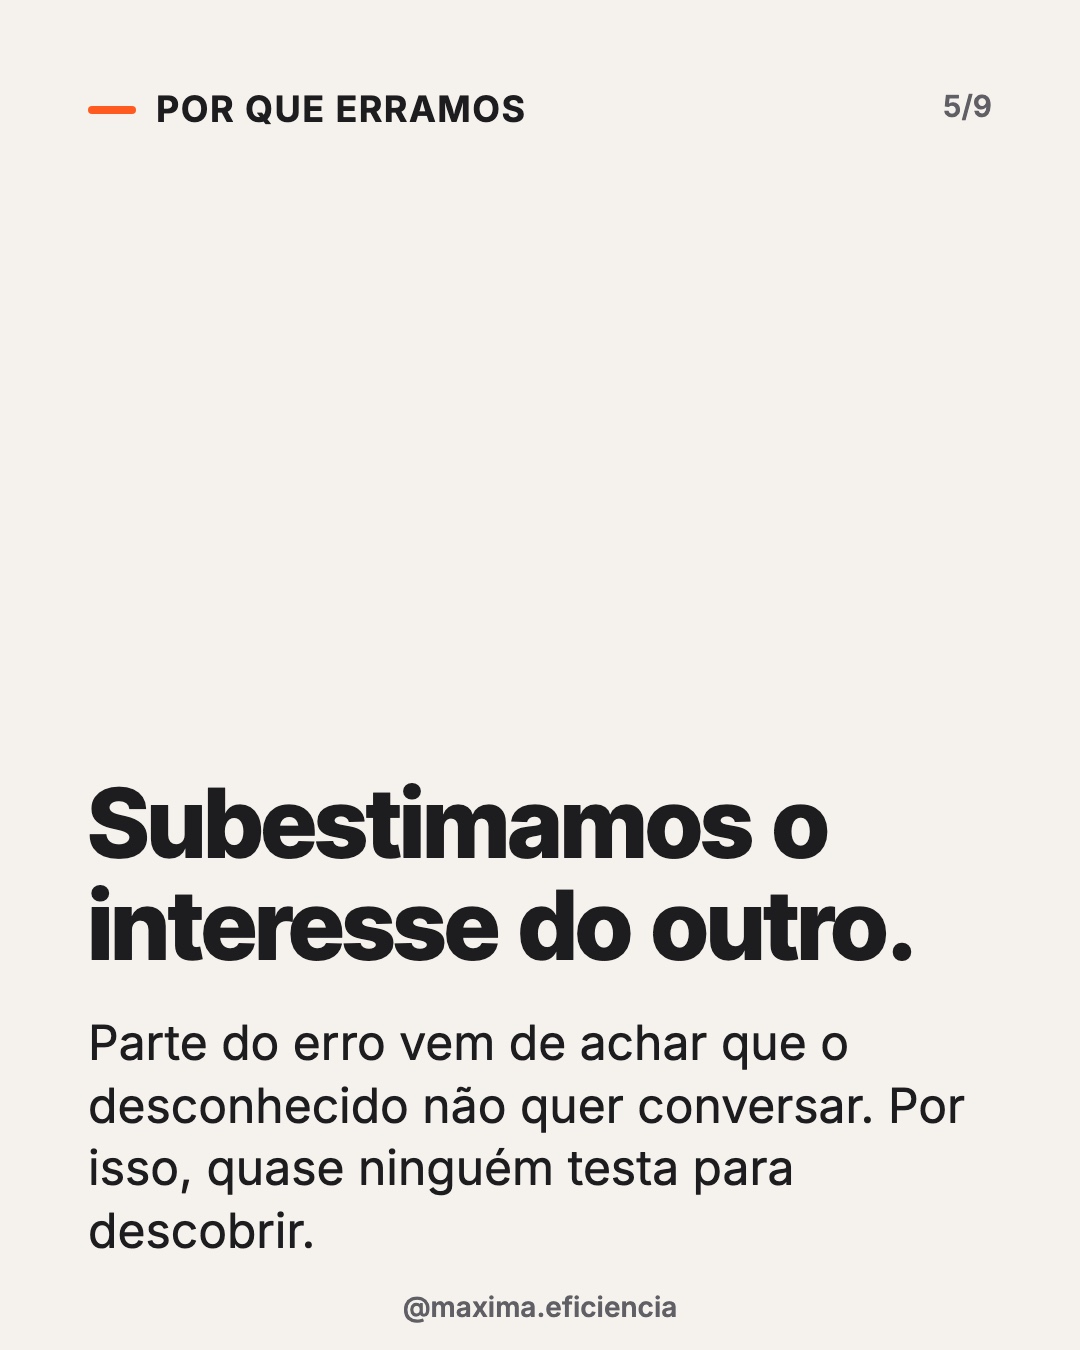 POR QUE ERRAMOS
5/9
Subestimamos o
interesse do outro.
Parte do erro vem de achar que o
desconhecido não quer conversar. Por
isso, quase ninguém testa para
descobrir.
@maxima.eficiencia